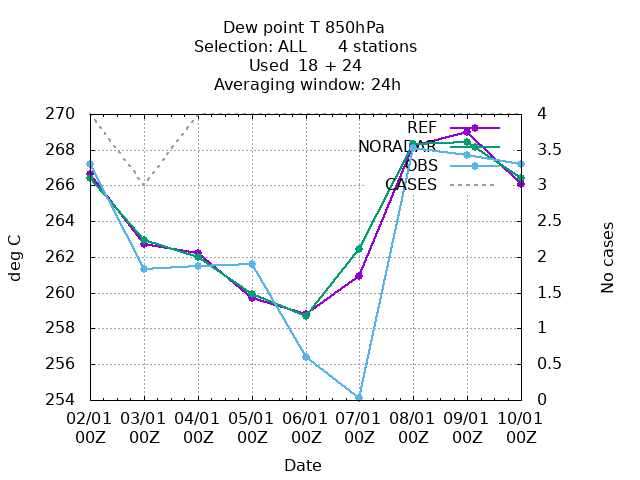 Dew point T 850hPa
Selection: ALL 4 stations
Used 18 + 24
Averaging window: 24h
270 4
REF
268 NORADAR 3.5
OBS
266 CASES 3
264 2.5
262 2
260 1.5
258 1
256 0.5
254 0
deg C
No cases
02/01 03/01 04/01 05/01 06/01 07/01 08/01 09/01 10/01
00Z 00Z 00Z 00Z 00Z 00Z 00Z 00Z 00Z
Date